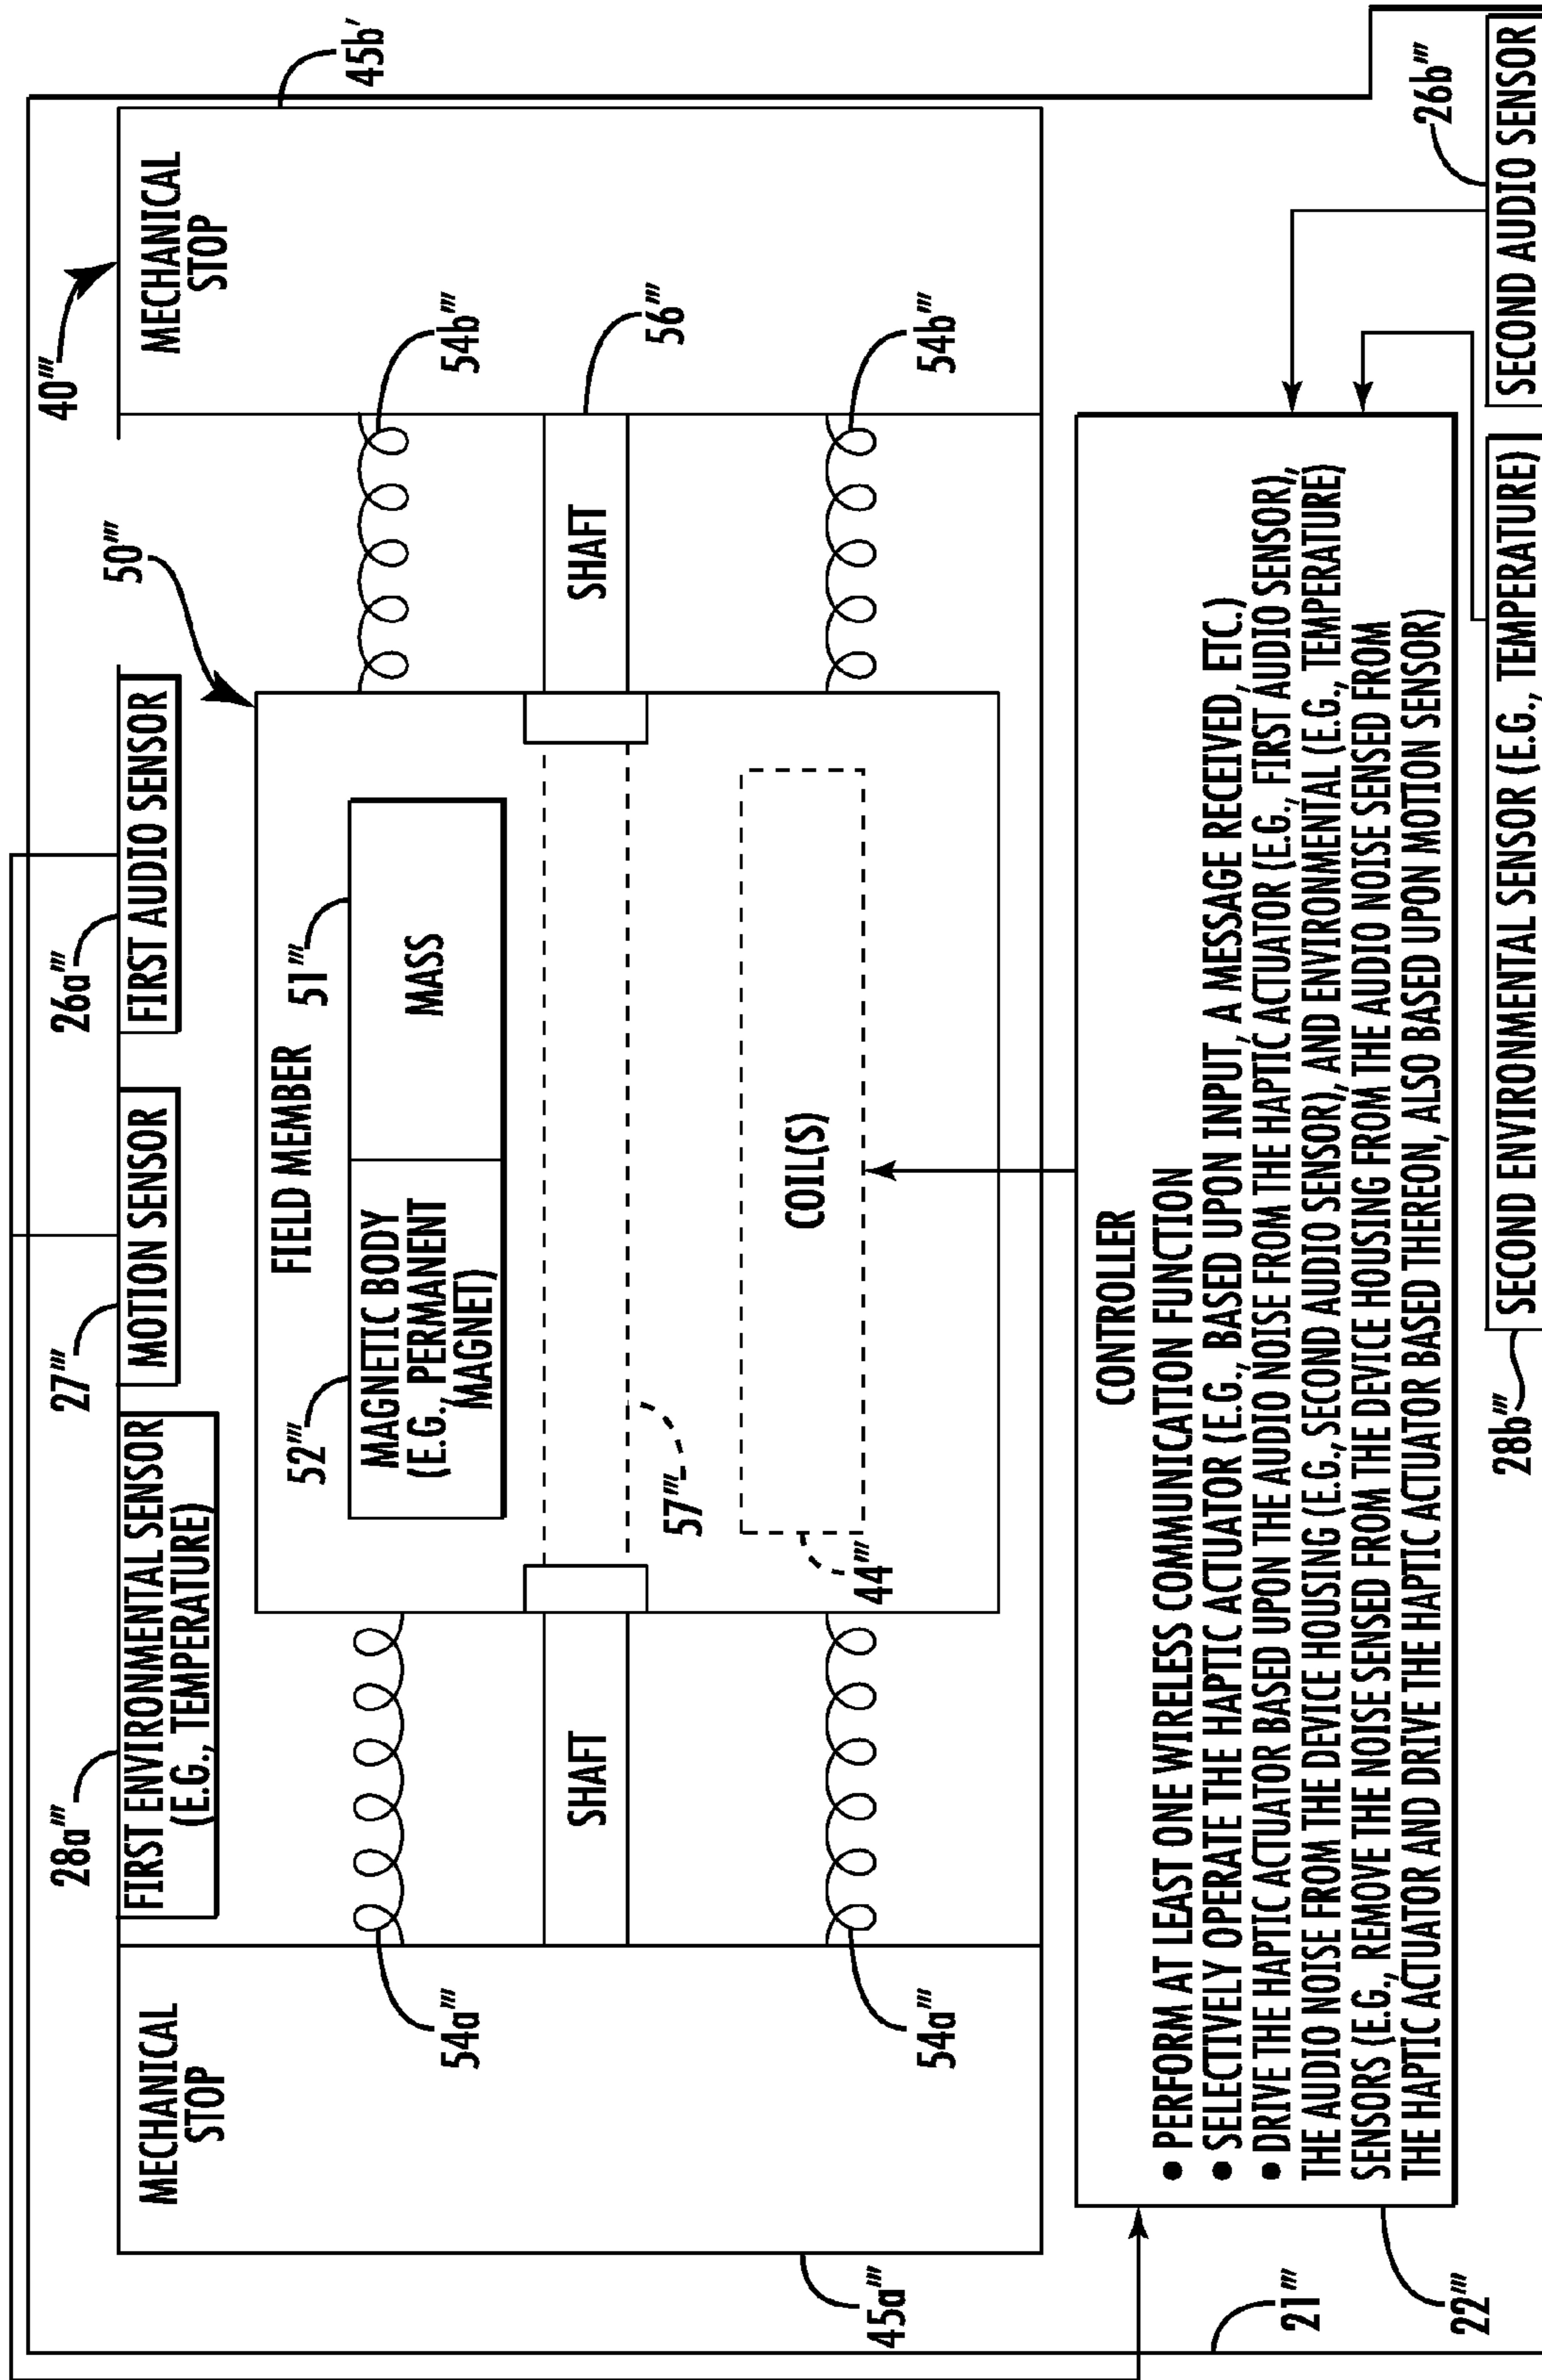 40‴
28a‴
27‴
26a‴
50‴
FIRST ENVIRONMENTAL SENSOR
(E.G., TEMPERATURE)
MOTION SENSOR
FIRST AUDIO SENSOR
MECHANICAL
STOP
MECHANICAL
STOP
45b′
FIELD MEMBER
52‴
51‴
MAGNETIC BODY
(E.G., PERMANENT
MAGNET)
MASS
54a‴
54b‴
SHAFT
SHAFT
56‴
57‴
54a‴
54b‴
COIL(S)
44‴
45a‴
CONTROLLER
• PERFORM AT LEAST ONE WIRELESS COMMUNICATION FUNCTION
• SELECTIVELY OPERATE THE HAPTIC ACTUATOR (E.G., BASED UPON INPUT, A MESSAGE RECEIVED, ETC.)
• DRIVE THE HAPTIC ACTUATOR BASED UPON THE AUDIO NOISE FROM THE HAPTIC ACTUATOR (E.G., FIRST AUDIO SENSOR),
THE AUDIO NOISE FROM THE DEVICE HOUSING (E.G., SECOND AUDIO SENSOR), AND ENVIRONMENTAL (E.G., TEMPERATURE)
SENSORS (E.G., REMOVE THE NOISE SENSED FROM THE DEVICE HOUSING FROM THE AUDIO NOISE SENSED FROM
THE HAPTIC ACTUATOR AND DRIVE THE HAPTIC ACTUATOR BASED THEREON, ALSO BASED UPON MOTION SENSOR)
21‴
22‴
26b‴
28b‴
SECOND ENVIRONMENTAL SENSOR (E.G., TEMPERATURE)
SECOND AUDIO SENSOR